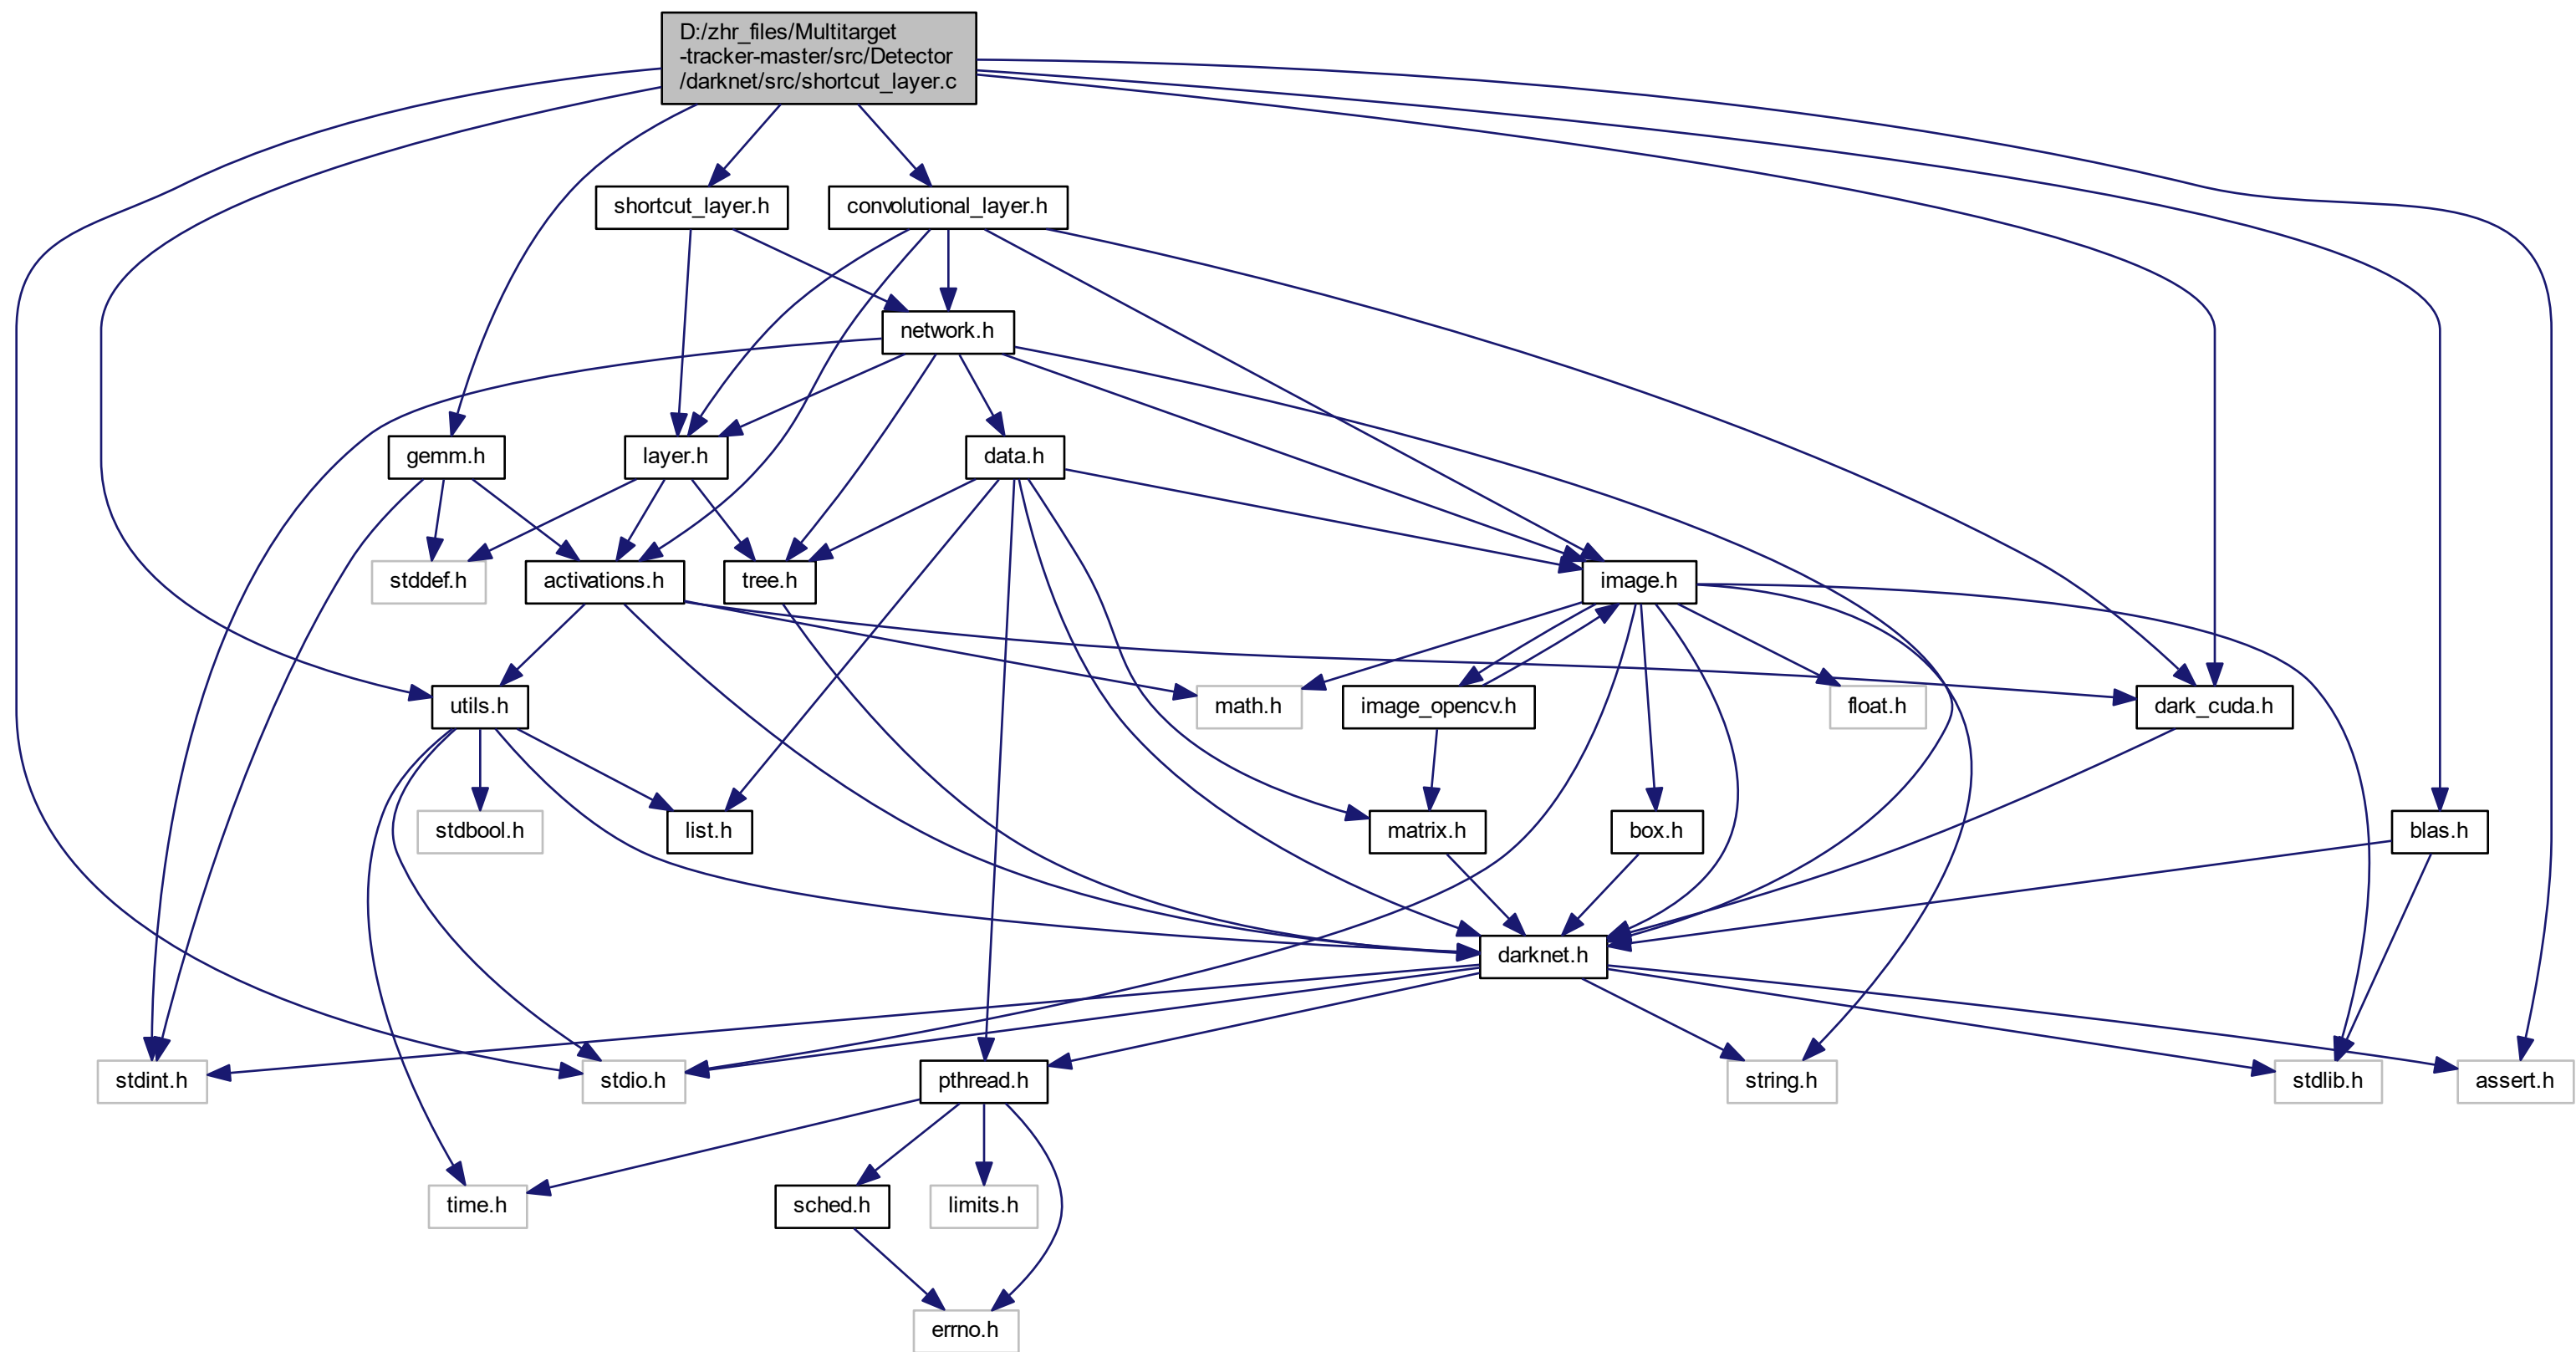 D:/zhr_files/Multitarget
-tracker-master/src/Detector
/darknet/src/shortcut_layer.c
shortcut_layer.h
convolutional_layer.h
network.h
gemm.h
layer.h
data.h
stddef.h
activations.h
tree.h
image.h
utils.h
math.h
image_opencv.h
float.h
dark_cuda.h
stdbool.h
list.h
matrix.h
box.h
blas.h
darknet.h
stdint.h
stdio.h
pthread.h
string.h
stdlib.h
assert.h
time.h
sched.h
limits.h
errno.h